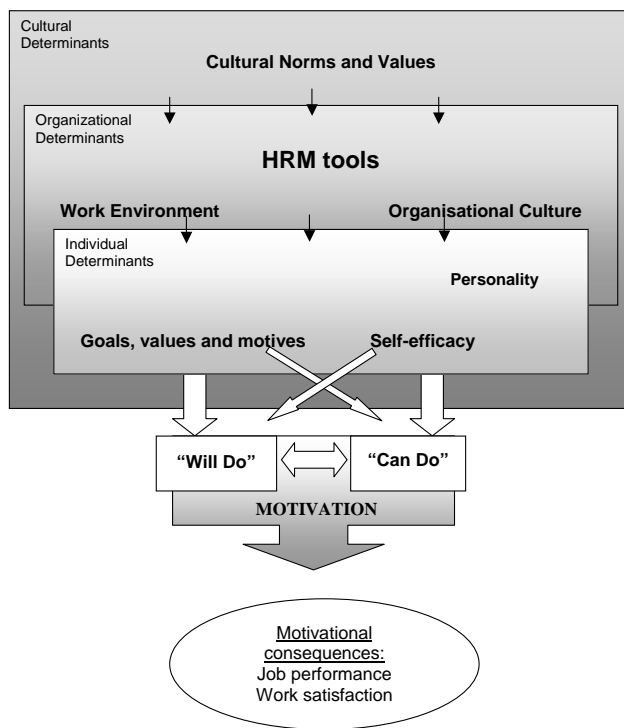 Cultural
Determinants
Cultural Norms and Values
Organizational
Determinants
HRM tools
Work Environment
Organisational Culture
Individual
Determinants
Personality
Goals, values and motives
Self-efficacy
“Will Do”
“Can Do”
MOTIVATION
Motivational
consequences:
Job performance
Work satisfaction